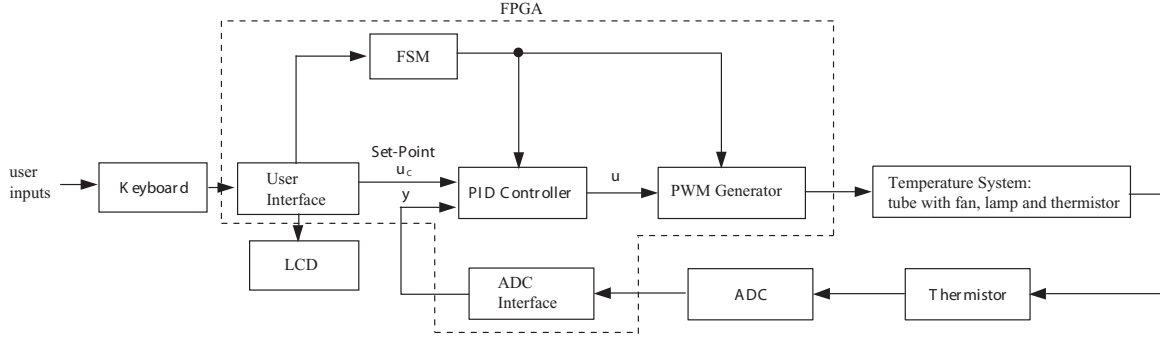 FPGA
FSM
user
inputs
Keyboard
User
Interface
Set-Point
uc
y
PID Controller
u
PWM Generator
Temperature System:
tube with fan, lamp and thermistor
LCD
ADC
Interface
ADC
Thermistor